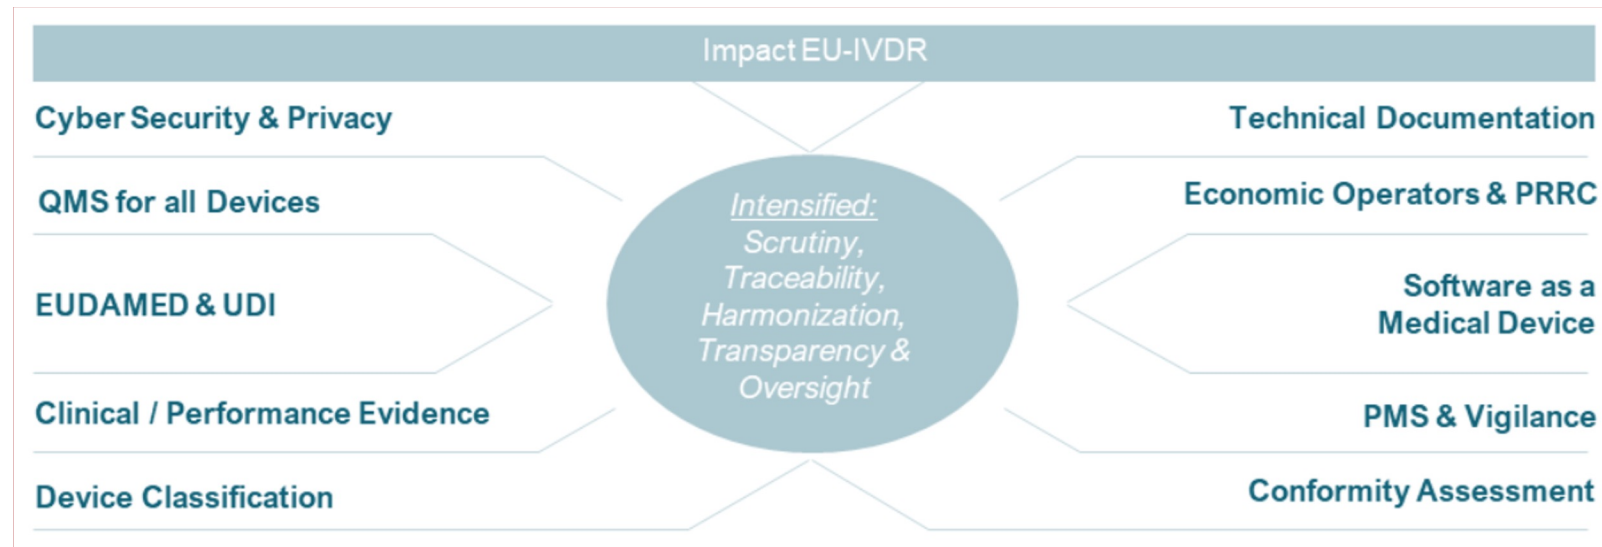 Impact EU-IVDR
Cyber Security & Privacy
QMS for all Devices
EUDAMED & UDI
Clinical / Performance Evidence
Device Classification
Intensified:
Scrutiny,
Traceability,
Harmonization,
Transparency &
Oversight
Technical Documentation
Economic Operators & PRRC
Software as a
Medical Device
PMS & Vigilance
Conformity Assessment